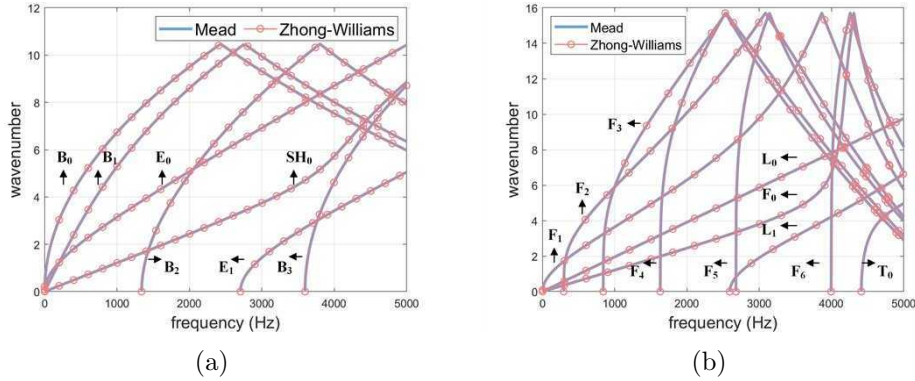 Mead Zhong-Williams
12
10
8
6
4
2
0
wavenumber
B0 B1 E0 SH0
B2 E1 B3
0 1000 2000 3000 4000 5000
frequency (Hz)
(a)
Mead
Zhong-Williams
16
14
12
10
8
6
4
2
0
wavenumber
F3
L0
F2
F0
F1
L1
F4 F5 F6 T0
0 1000 2000 3000 4000 5000
frequency (Hz)
(b)